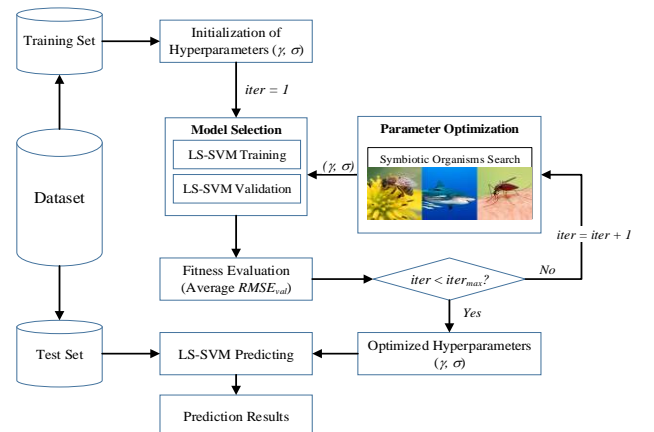 Training Set
Initialization of
Hyperparameters (γ, σ)
iter = 1
Model Selection
LS-SVM Training
LS-SVM Validation
Parameter Optimization
Symbiotic Organisms Search
(γ, σ)
Dataset
iter = iter + 1
Fitness Evaluation
(Average RMSEval)
iter < itermax?
No
Yes
Test Set
LS-SVM Predicting
Optimized Hyperparameters
(γ, σ)
Prediction Results